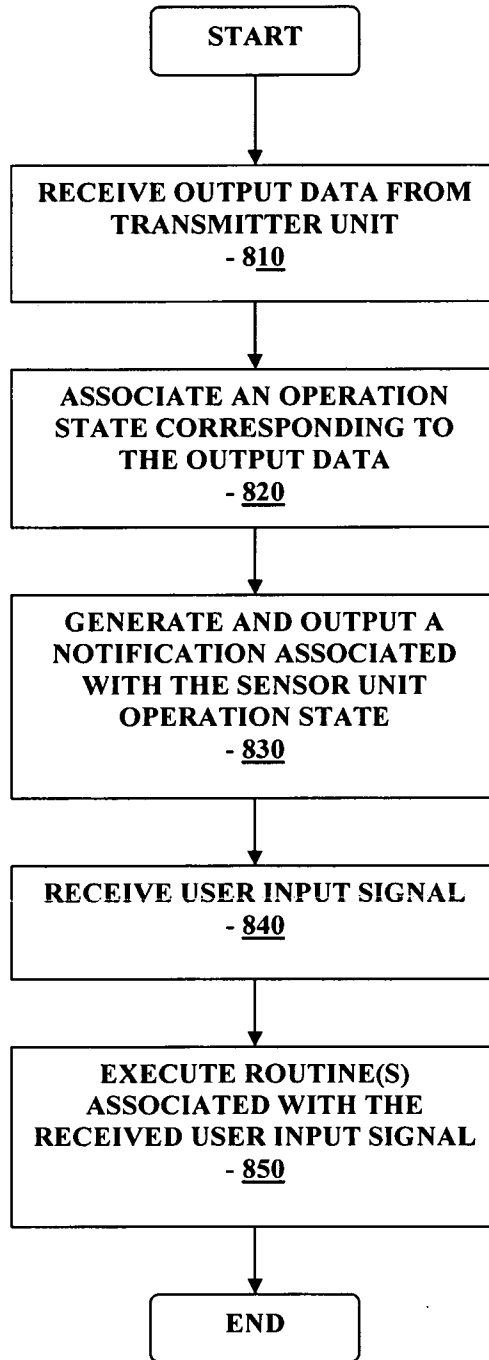 START
RECEIVE OUTPUT DATA FROM
TRANSMITTER UNIT
- 810
ASSOCIATE AN OPERATION
STATE CORRESPONDING TO
THE OUTPUT DATA
- 820
GENERATE AND OUTPUT A
NOTIFICATION ASSOCIATED
WITH THE SENSOR UNIT
OPERATION STATE
- 830
RECEIVE USER INPUT SIGNAL
- 840
EXECUTE ROUTINE(S)
ASSOCIATED WITH THE
RECEIVED USER INPUT SIGNAL
- 850
END